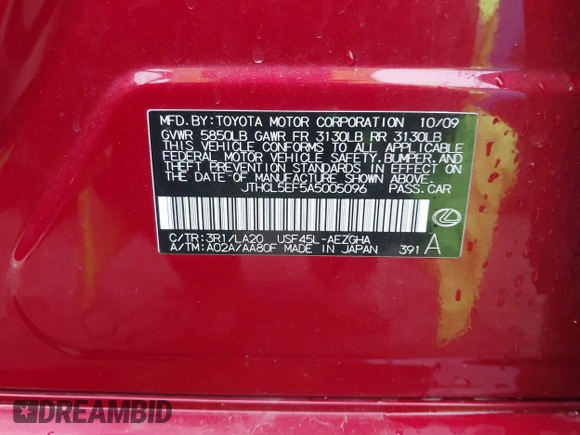 MFD.BY:TOYOTA MOTOR CORPORATION 10/09
GVWR 5850LB GAWR FR 3130LB RR 3130LB
THIS VEHICLE CONFORMS TO ALL APPLICABLE
FEDERAL MOTOR VEHICLE SAFETY,BUMPER,AND
THEFT PREVENTION STANDARDS IN EFFECT ON
THE DATE OF MANUFACTURE SHOWN ABOVE.
JTHCL5EF5A5005096 PASS.CAR
C/TR:3R1/LA20 USF45L-AEZGHA
A/TM:A02A/AA80F MADE IN JAPAN 391 A
DREAMBID